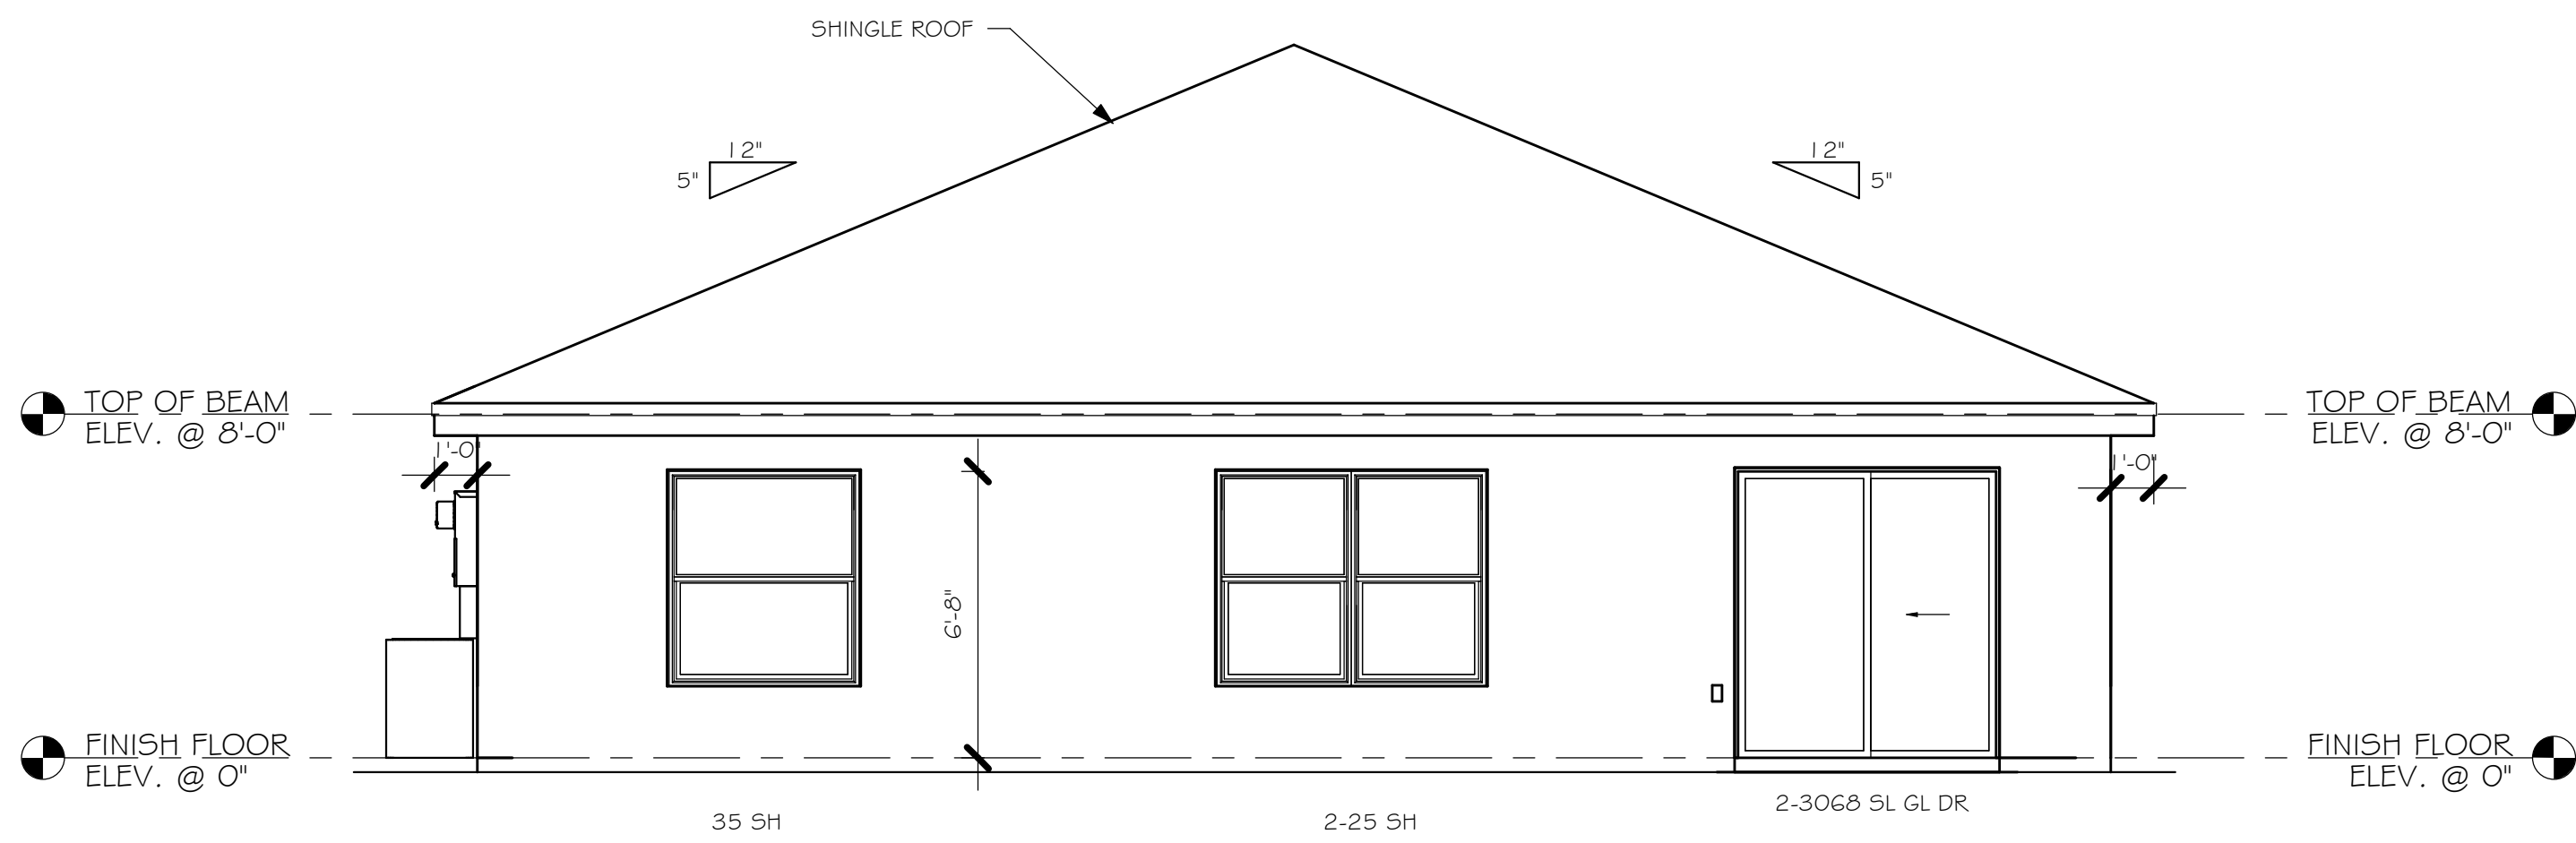 SHINGLE ROOF
12"
5"
12"
5"
TOP OF BEAM
ELEV. @ 8'-0"
TOP OF BEAM
ELEV. @ 8'-0"
1'-0"
1'-0"
6'-8"
FINISH FLOOR
ELEV. @ 0"
FINISH FLOOR
ELEV. @ 0"
35 SH
2-25 SH
2-3068 SL GL DR